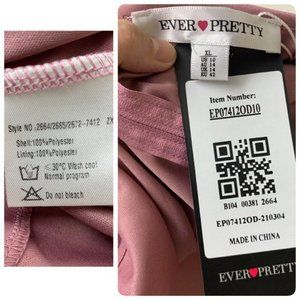 Style NO.:2664/2665/2672--7412 ZX
Shell:100%Polyester
Lining:100%Polyester
≤30°C Wash cool
Normal program
Do not bleach
EVER PRETTY
XL
US 10
UK 14
AU 14
EU 42
Item Number:
EP07412OD10
B104 00381 2664
EP07412OD-210304
MADE IN CHINA
EVER PRETTY